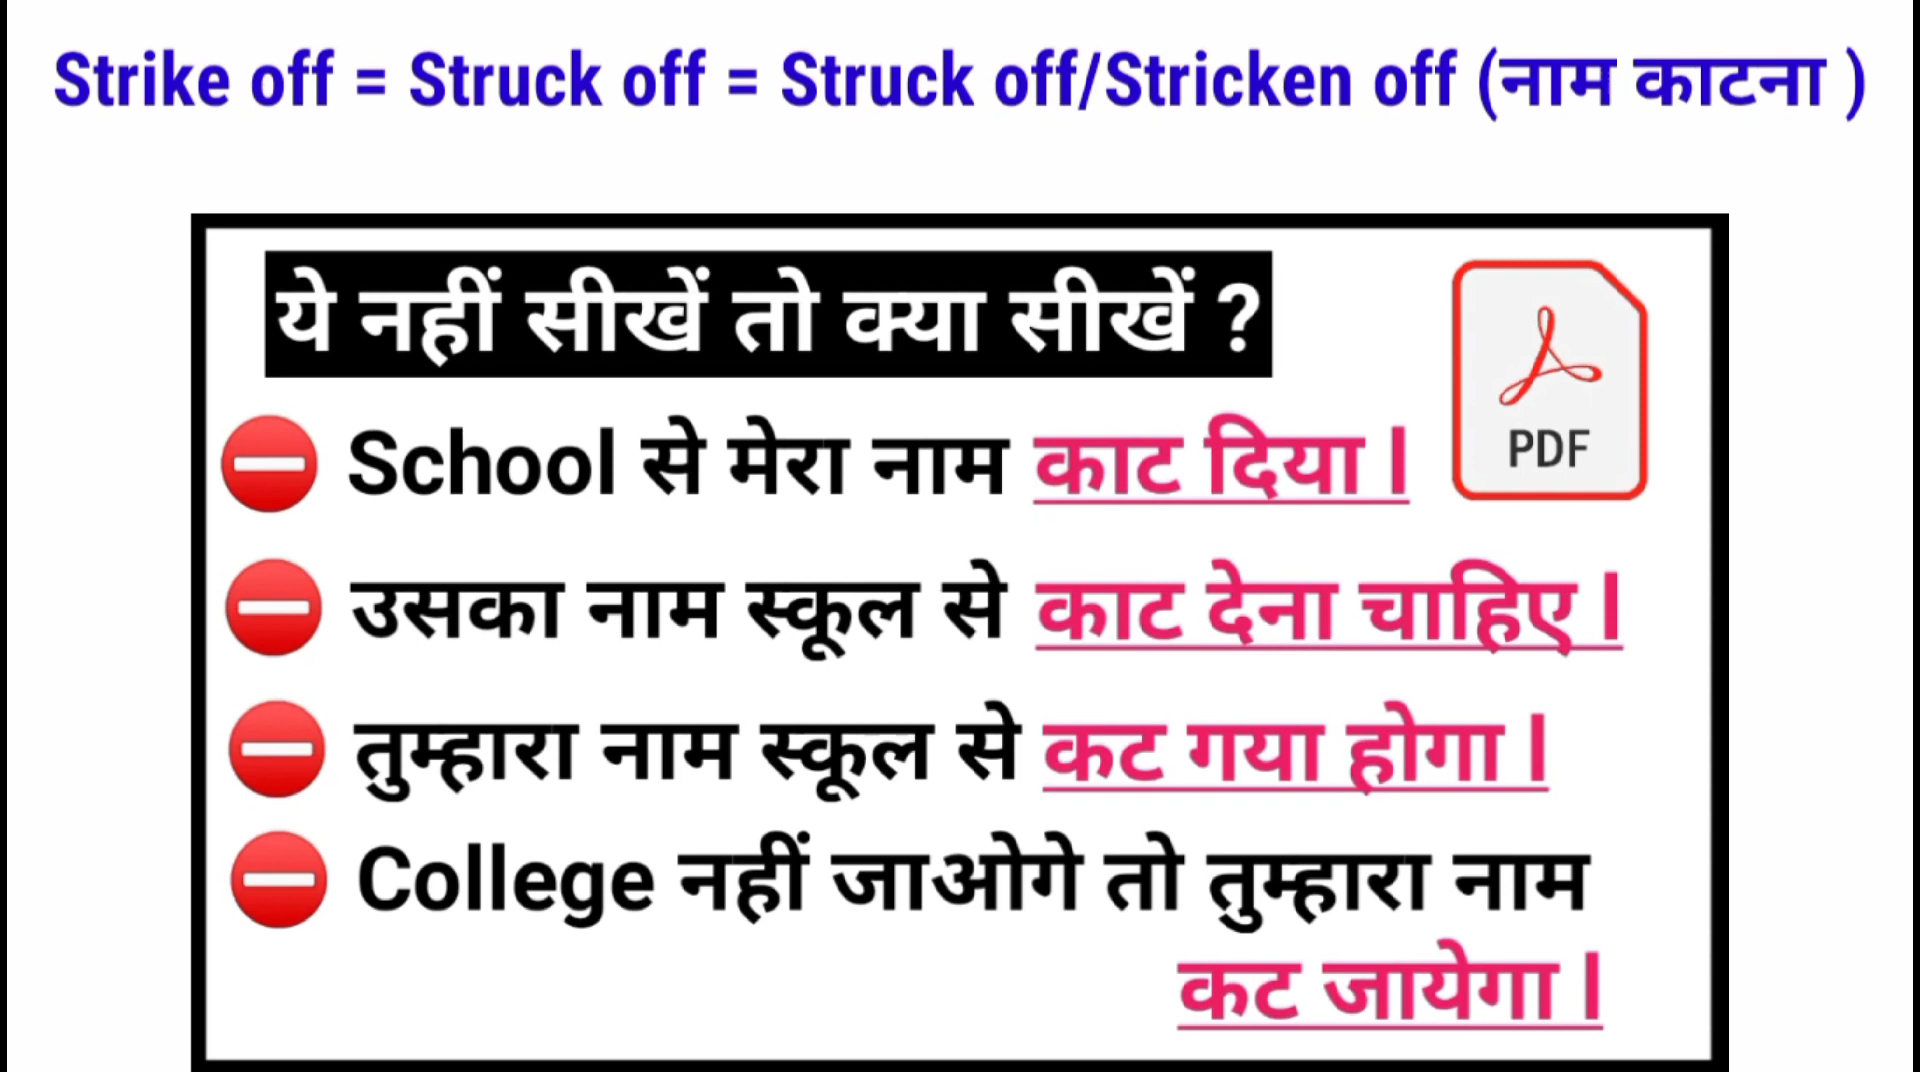 Strike off = Struck off = Struck off/Stricken off (नाम काटना )
ये नहीं सीखें तो क्या सीखें ?
PDF
School से मेरा नाम काट दिया ।
उसका नाम स्कूल से काट देना चाहिए ।
तुम्हारा नाम स्कूल से कट गया होगा ।
College नहीं जाओगे तो तुम्हारा नाम
कट जायेगा ।